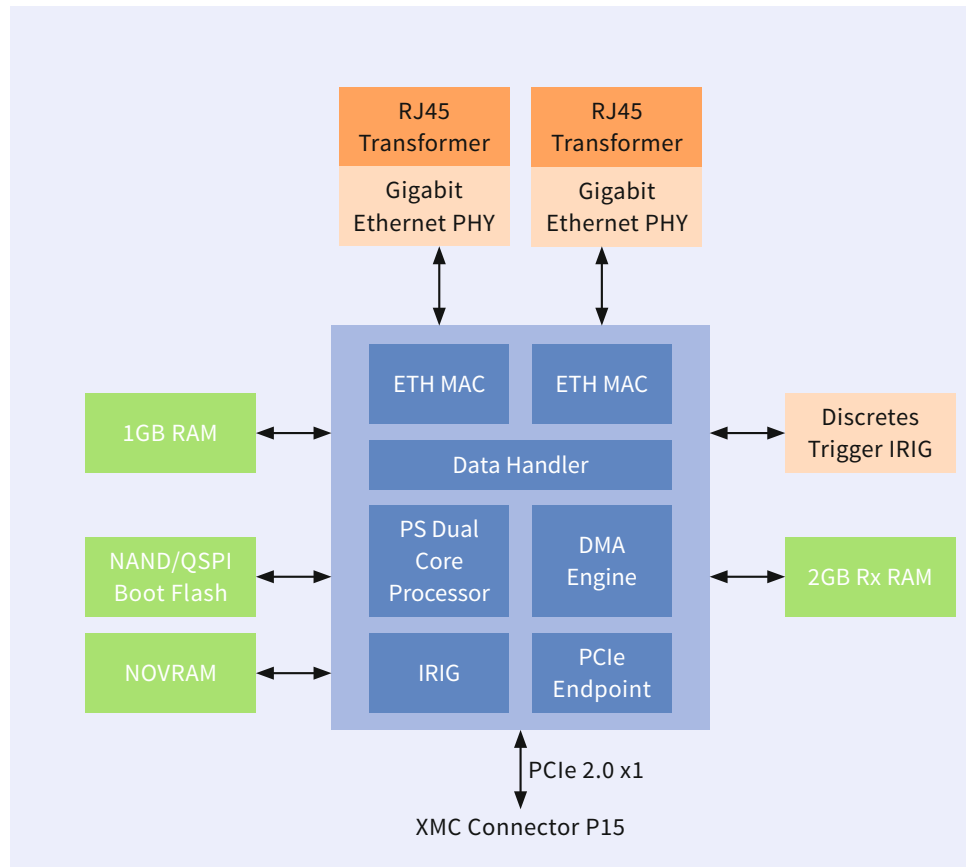 RJ45
Transformer
RJ45
Transformer
Gigabit
Ethernet PHY
Gigabit
Ethernet PHY
ETH MAC
ETH MAC
1GB RAM
Discretes
Trigger IRIG
Data Handler
NAND/QSPI
Boot Flash
PS Dual
Core
Processor
DMA
Engine
2GB Rx RAM
NOVRAM
IRIG
PCIe
Endpoint
PCIe 2.0 x1
XMC Connector P15